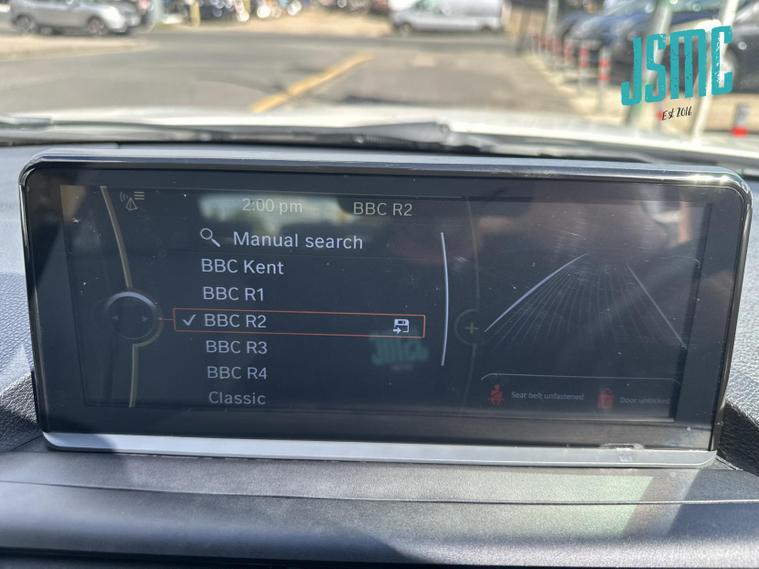 JSMC
Est 2016
2:00 pm BBC R2
Manual search
BBC Kent
BBC R1
BBC R2
BBC R3
BBC R4
Classic
Seat belt unfastened
Door unlocked